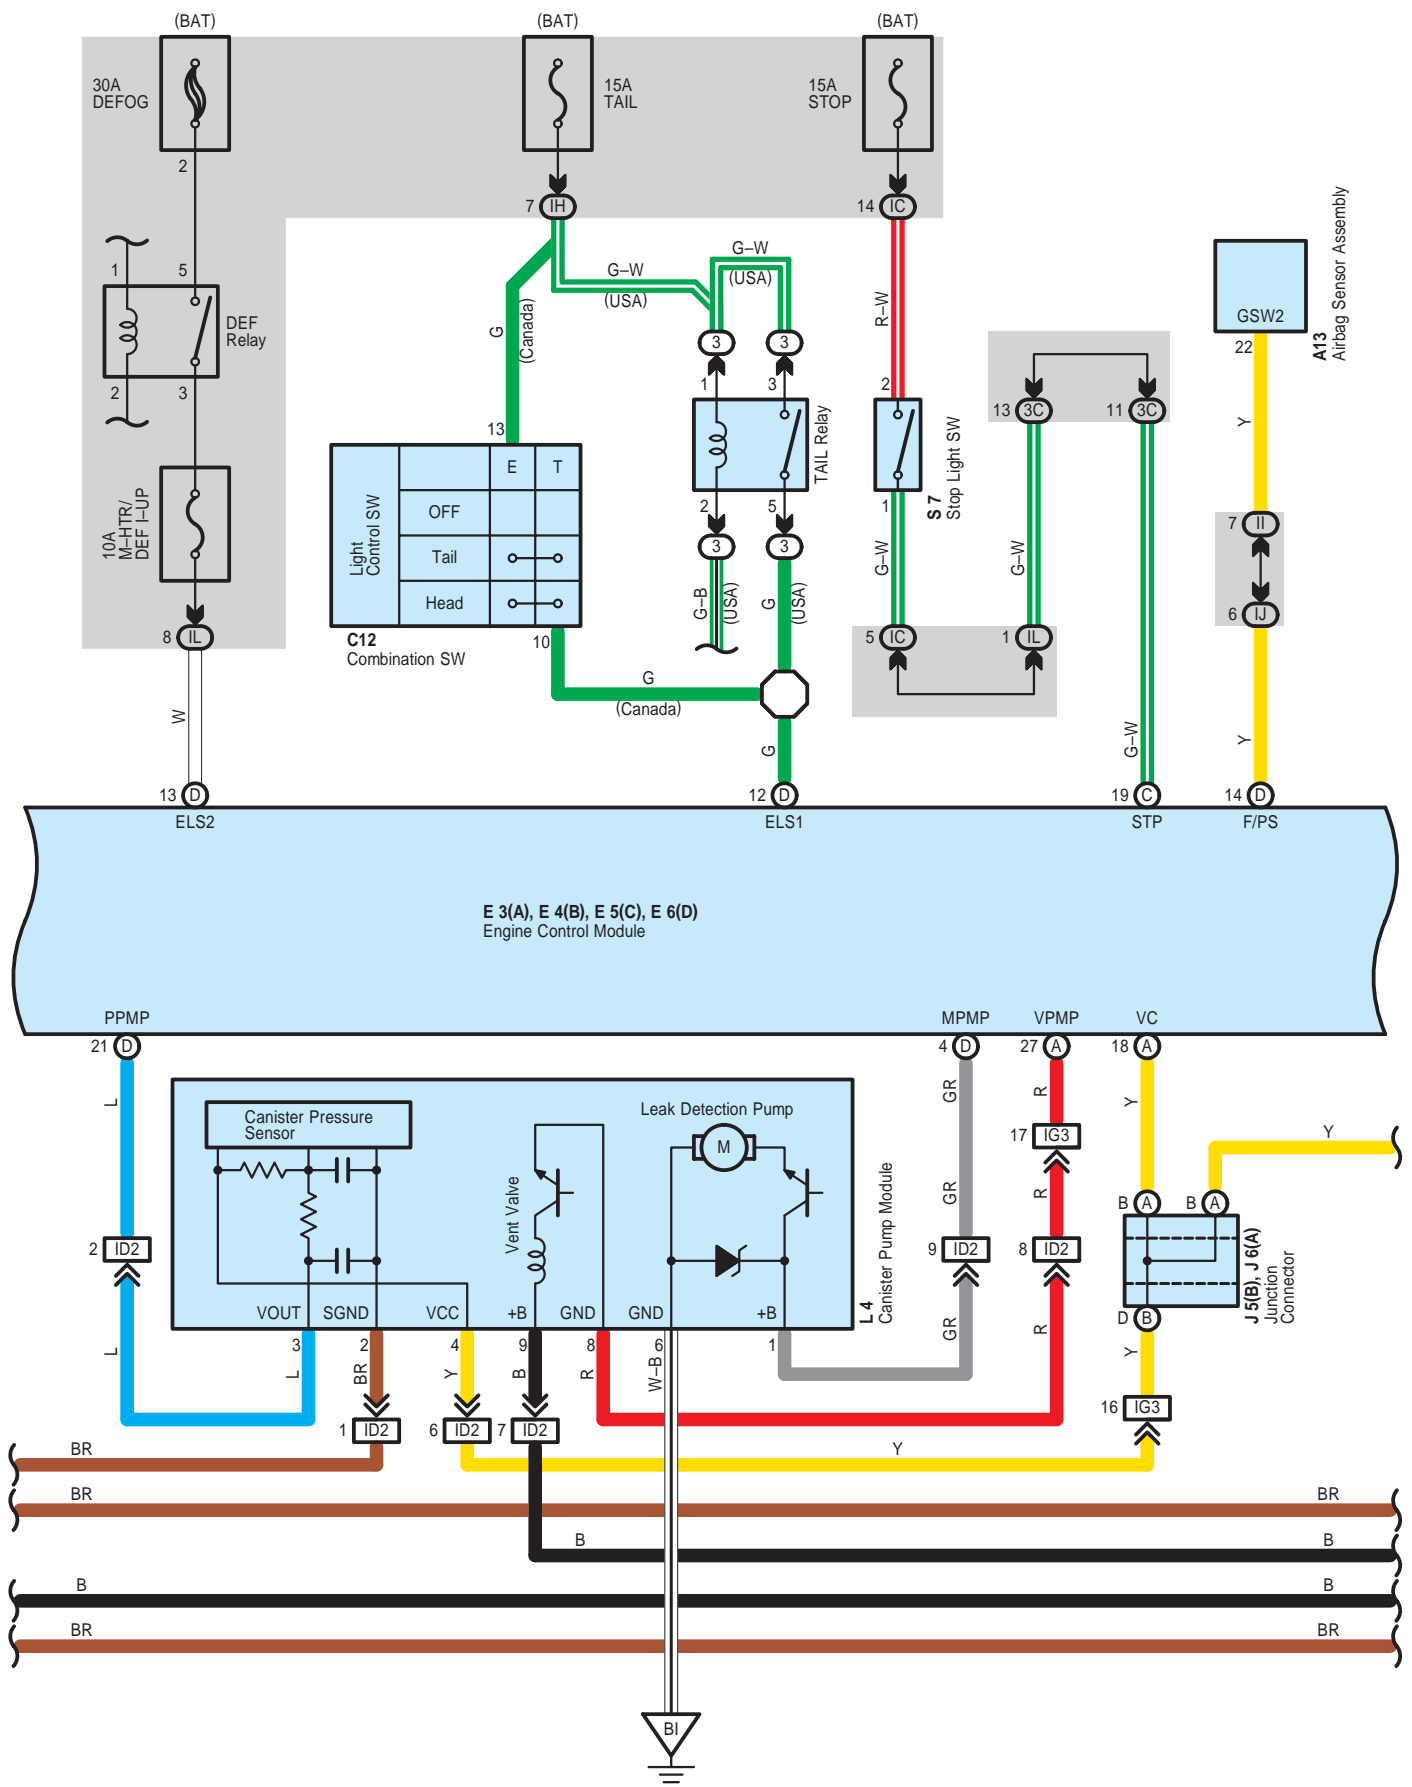 (BAT)
(BAT)
(BAT)
30A
DEFOG
15A
TAIL
15A
STOP
2
7 IH
14 IC
G–W
(USA)
G–W
(USA)
G
(Canada)
R–W
1
5
DEF
Relay
2
3
GSW2
22
A13
Airbag Sensor Assembly
3
3
1
3
TAIL Relay
2
5
3
3
2
1
S 7
Stop Light SW
13 3C
11 3C
Y
10A
M–HTR/
DEF I–UP
13
Light
Control SW
E
T
OFF
Tail
Head
C12
Combination SW
10
G–B
(USA)
G
(USA)
G–W
G–W
7 II
6 IJ
8 IL
5 IC
1 IL
G
(Canada)
W
G
G–W
Y
13 D
12 D
19 C
14 D
ELS2
ELS1
STP
F/PS
E 3(A), E 4(B), E 5(C), E 6(D)
Engine Control Module
PPMP
MPMP
VPMP
VC
21 D
4 D
27 A
18 A
L
GR
R
Y
Canister Pressure
Sensor
Leak Detection Pump
M
Vent Valve
17 IG3
Y
GR
R
B A
B A
2 ID2
9 ID2
8 ID2
J 5(B), J 6(A)
Junction
Connector
L 4
Canister Pump Module
VOUT
SGND
VCC
+B
GND
GND
+B
D B
3
2
4
9
8
6
1
L
L
BR
Y
B
R
W–B
GR
R
Y
1 ID2
6 ID2
7 ID2
16 IG3
BR
Y
BR
BR
B
B
B
B
BR
BR
BI